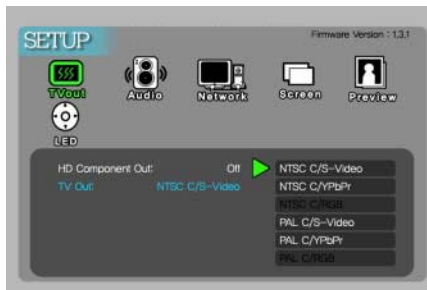 SETUP
Firmware Version : 1.3.1
TVout
Audio
Network
Screen
Preview
LED
HD Component Out: Off
NTSC C/S-Video
TV Out: NTSC C/S-Video
NTSC C/YPbPr
NTSC C/RGB
PAL C/S-Video
PAL C/YPbPr
PAL C/RGB